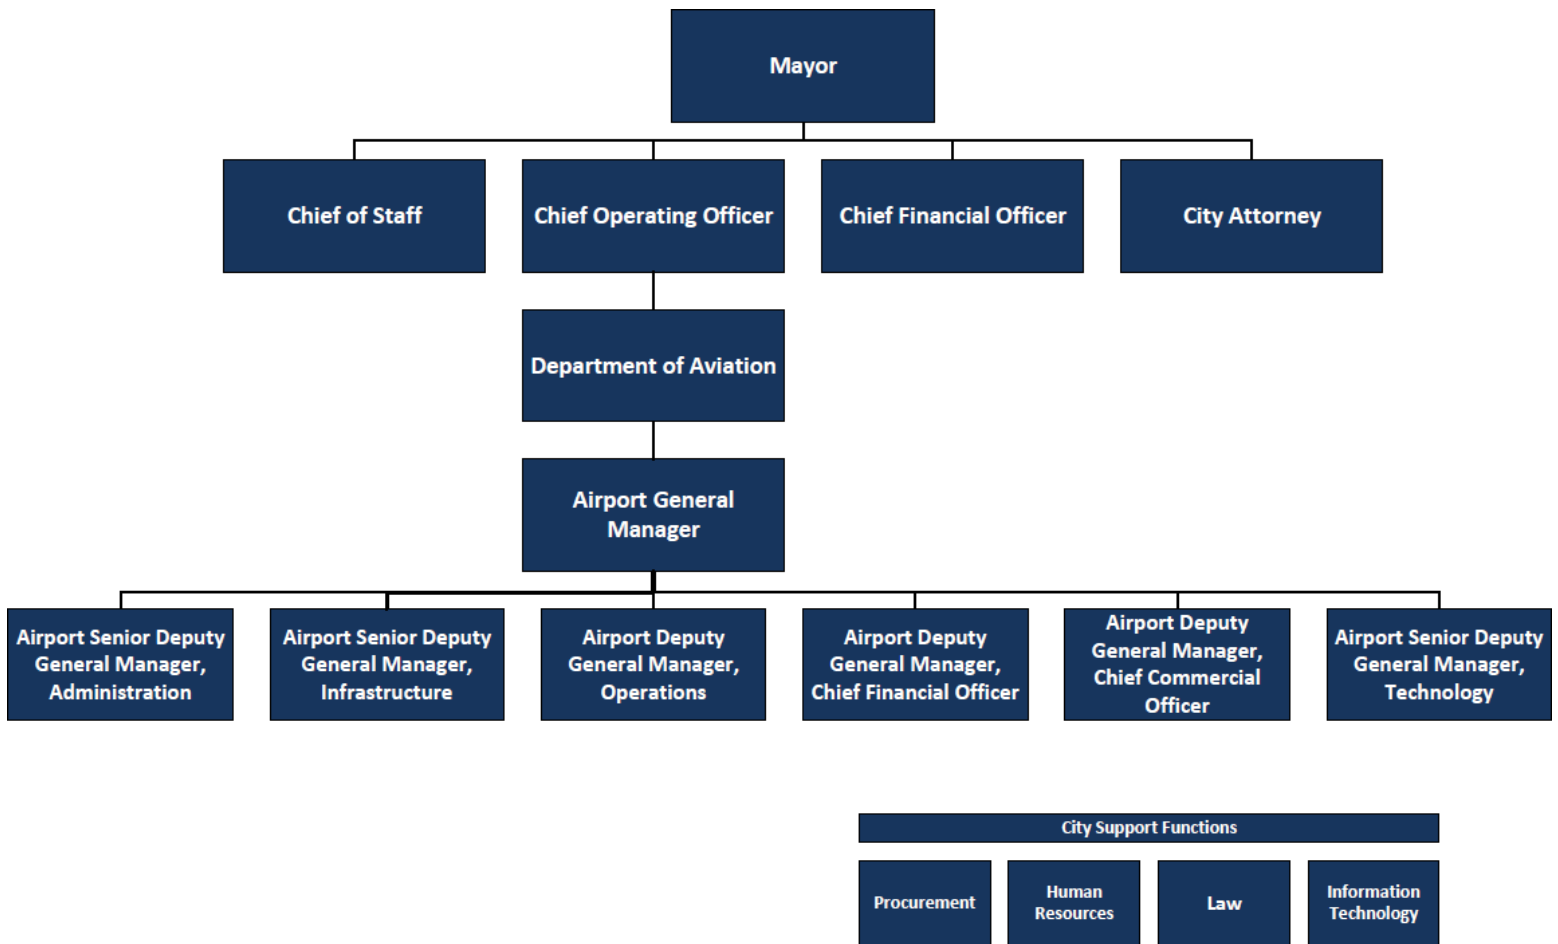 Mayor
Chief of Staff
Chief Operating Officer
Chief Financial Officer
City Attorney
Department of Aviation
Airport General
Manager
Airport Senior Deputy
General Manager,
Administration
Airport Senior Deputy
General Manager,
Infrastructure
Airport Deputy
General Manager,
Operations
Airport Deputy
General Manager,
Chief Financial Officer
Airport Deputy
General Manager,
Chief Commercial
Officer
Airport Senior Deputy
General Manager,
Technology
City Support Functions
Procurement
Human
Resources
Law
Information
Technology